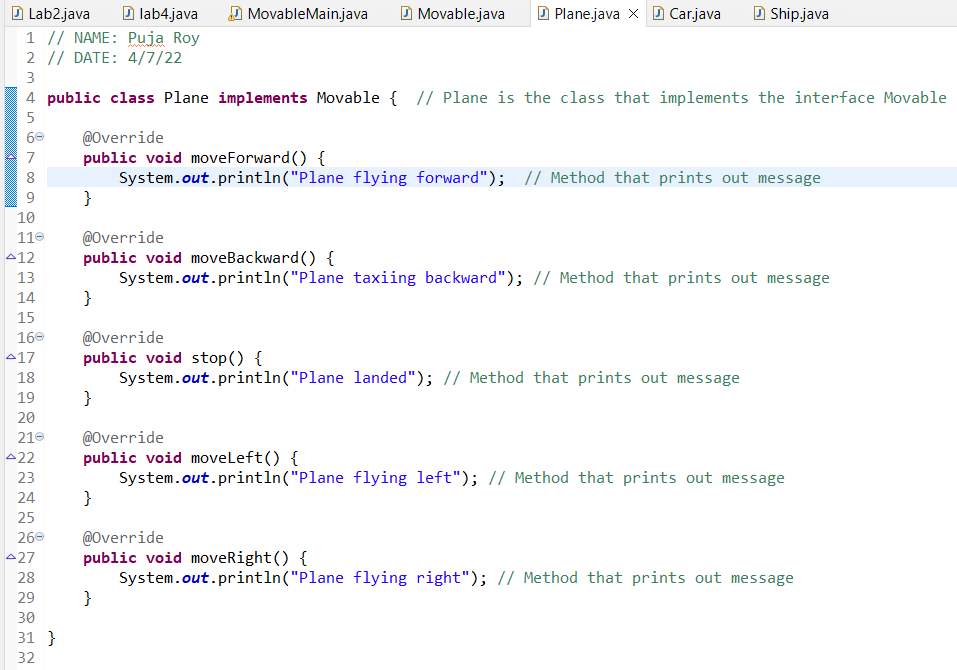 Lab2.java lab4.java MovableMain.java Movable.java Plane.java Car.java Ship.java
1 // NAME: Puja Roy
2 // DATE: 4/7/22
3
4 public class Plane implements Movable {  // Plane is the class that implements the interface Movable
5
6     @Override
7     public void moveForward() {
8         System.out.println("Plane flying forward");  // Method that prints out message
9     }
10
11     @Override
12     public void moveBackward() {
13         System.out.println("Plane taxiing backward"); // Method that prints out message
14     }
15
16     @Override
17     public void stop() {
18         System.out.println("Plane landed"); // Method that prints out message
19     }
20
21     @Override
22     public void moveLeft() {
23         System.out.println("Plane flying left"); // Method that prints out message
24     }
25
26     @Override
27     public void moveRight() {
28         System.out.println("Plane flying right"); // Method that prints out message
29     }
30
31 }
32